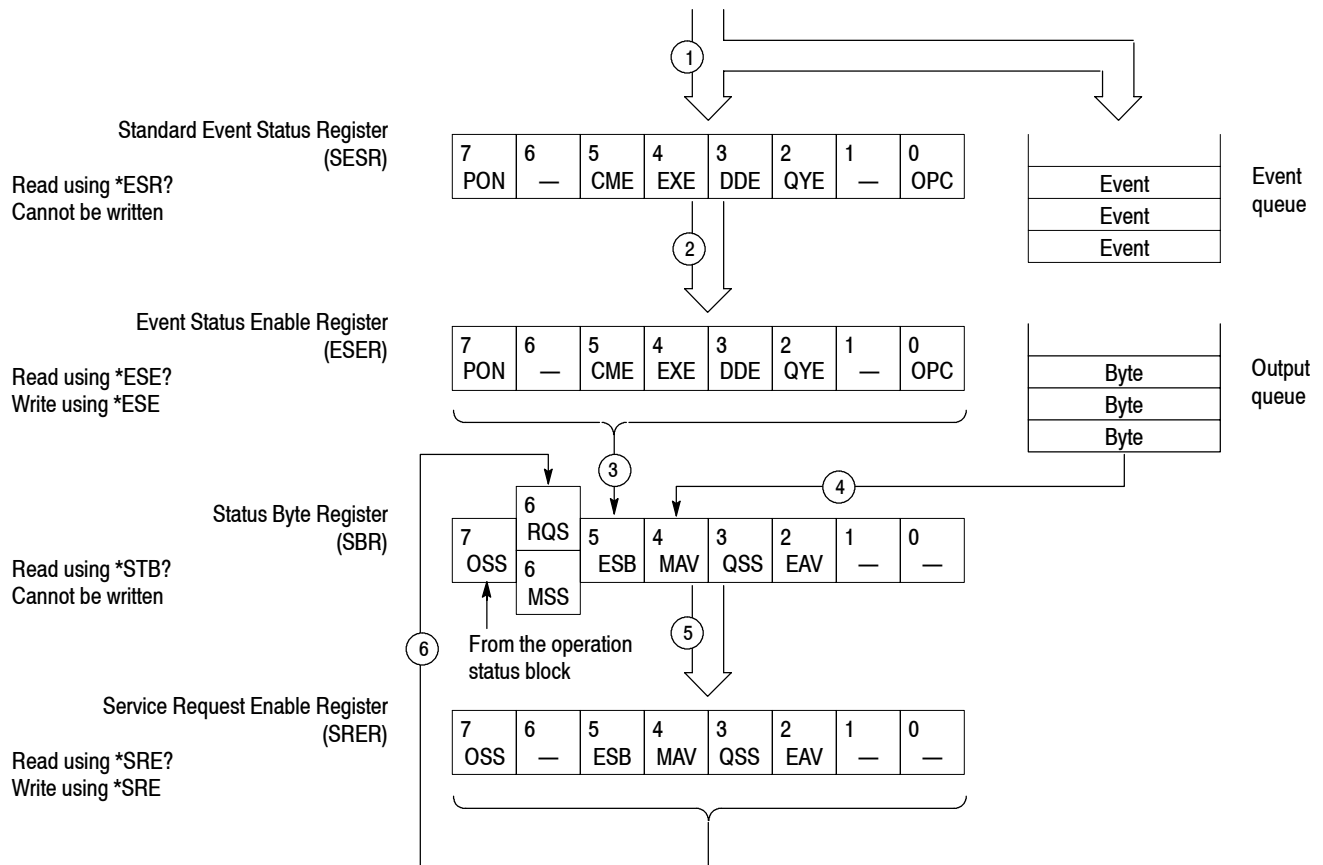 1
Standard Event Status Register
(SESR)
Read using *ESR?
Cannot be written
7 6 5 4 3 2 1 0
PON — CME EXE DDE QYE — OPC
Event
Event
Event
Event
queue
2
Event Status Enable Register
(ESER)
Read using *ESE?
Write using *ESE
7 6 5 4 3 2 1 0
PON — CME EXE DDE QYE — OPC
Byte
Byte
Byte
Output
queue
3
4
Status Byte Register
(SBR)
Read using *STB?
Cannot be written
6
RQS
7 5 4 3 2 1 0
OSS ESB MAV QSS EAV — —
6
MSS
From the operation
status block
5
6
Service Request Enable Register
(SRER)
Read using *SRE?
Write using *SRE
7 6 5 4 3 2 1 0
OSS — ESB MAV QSS EAV — —